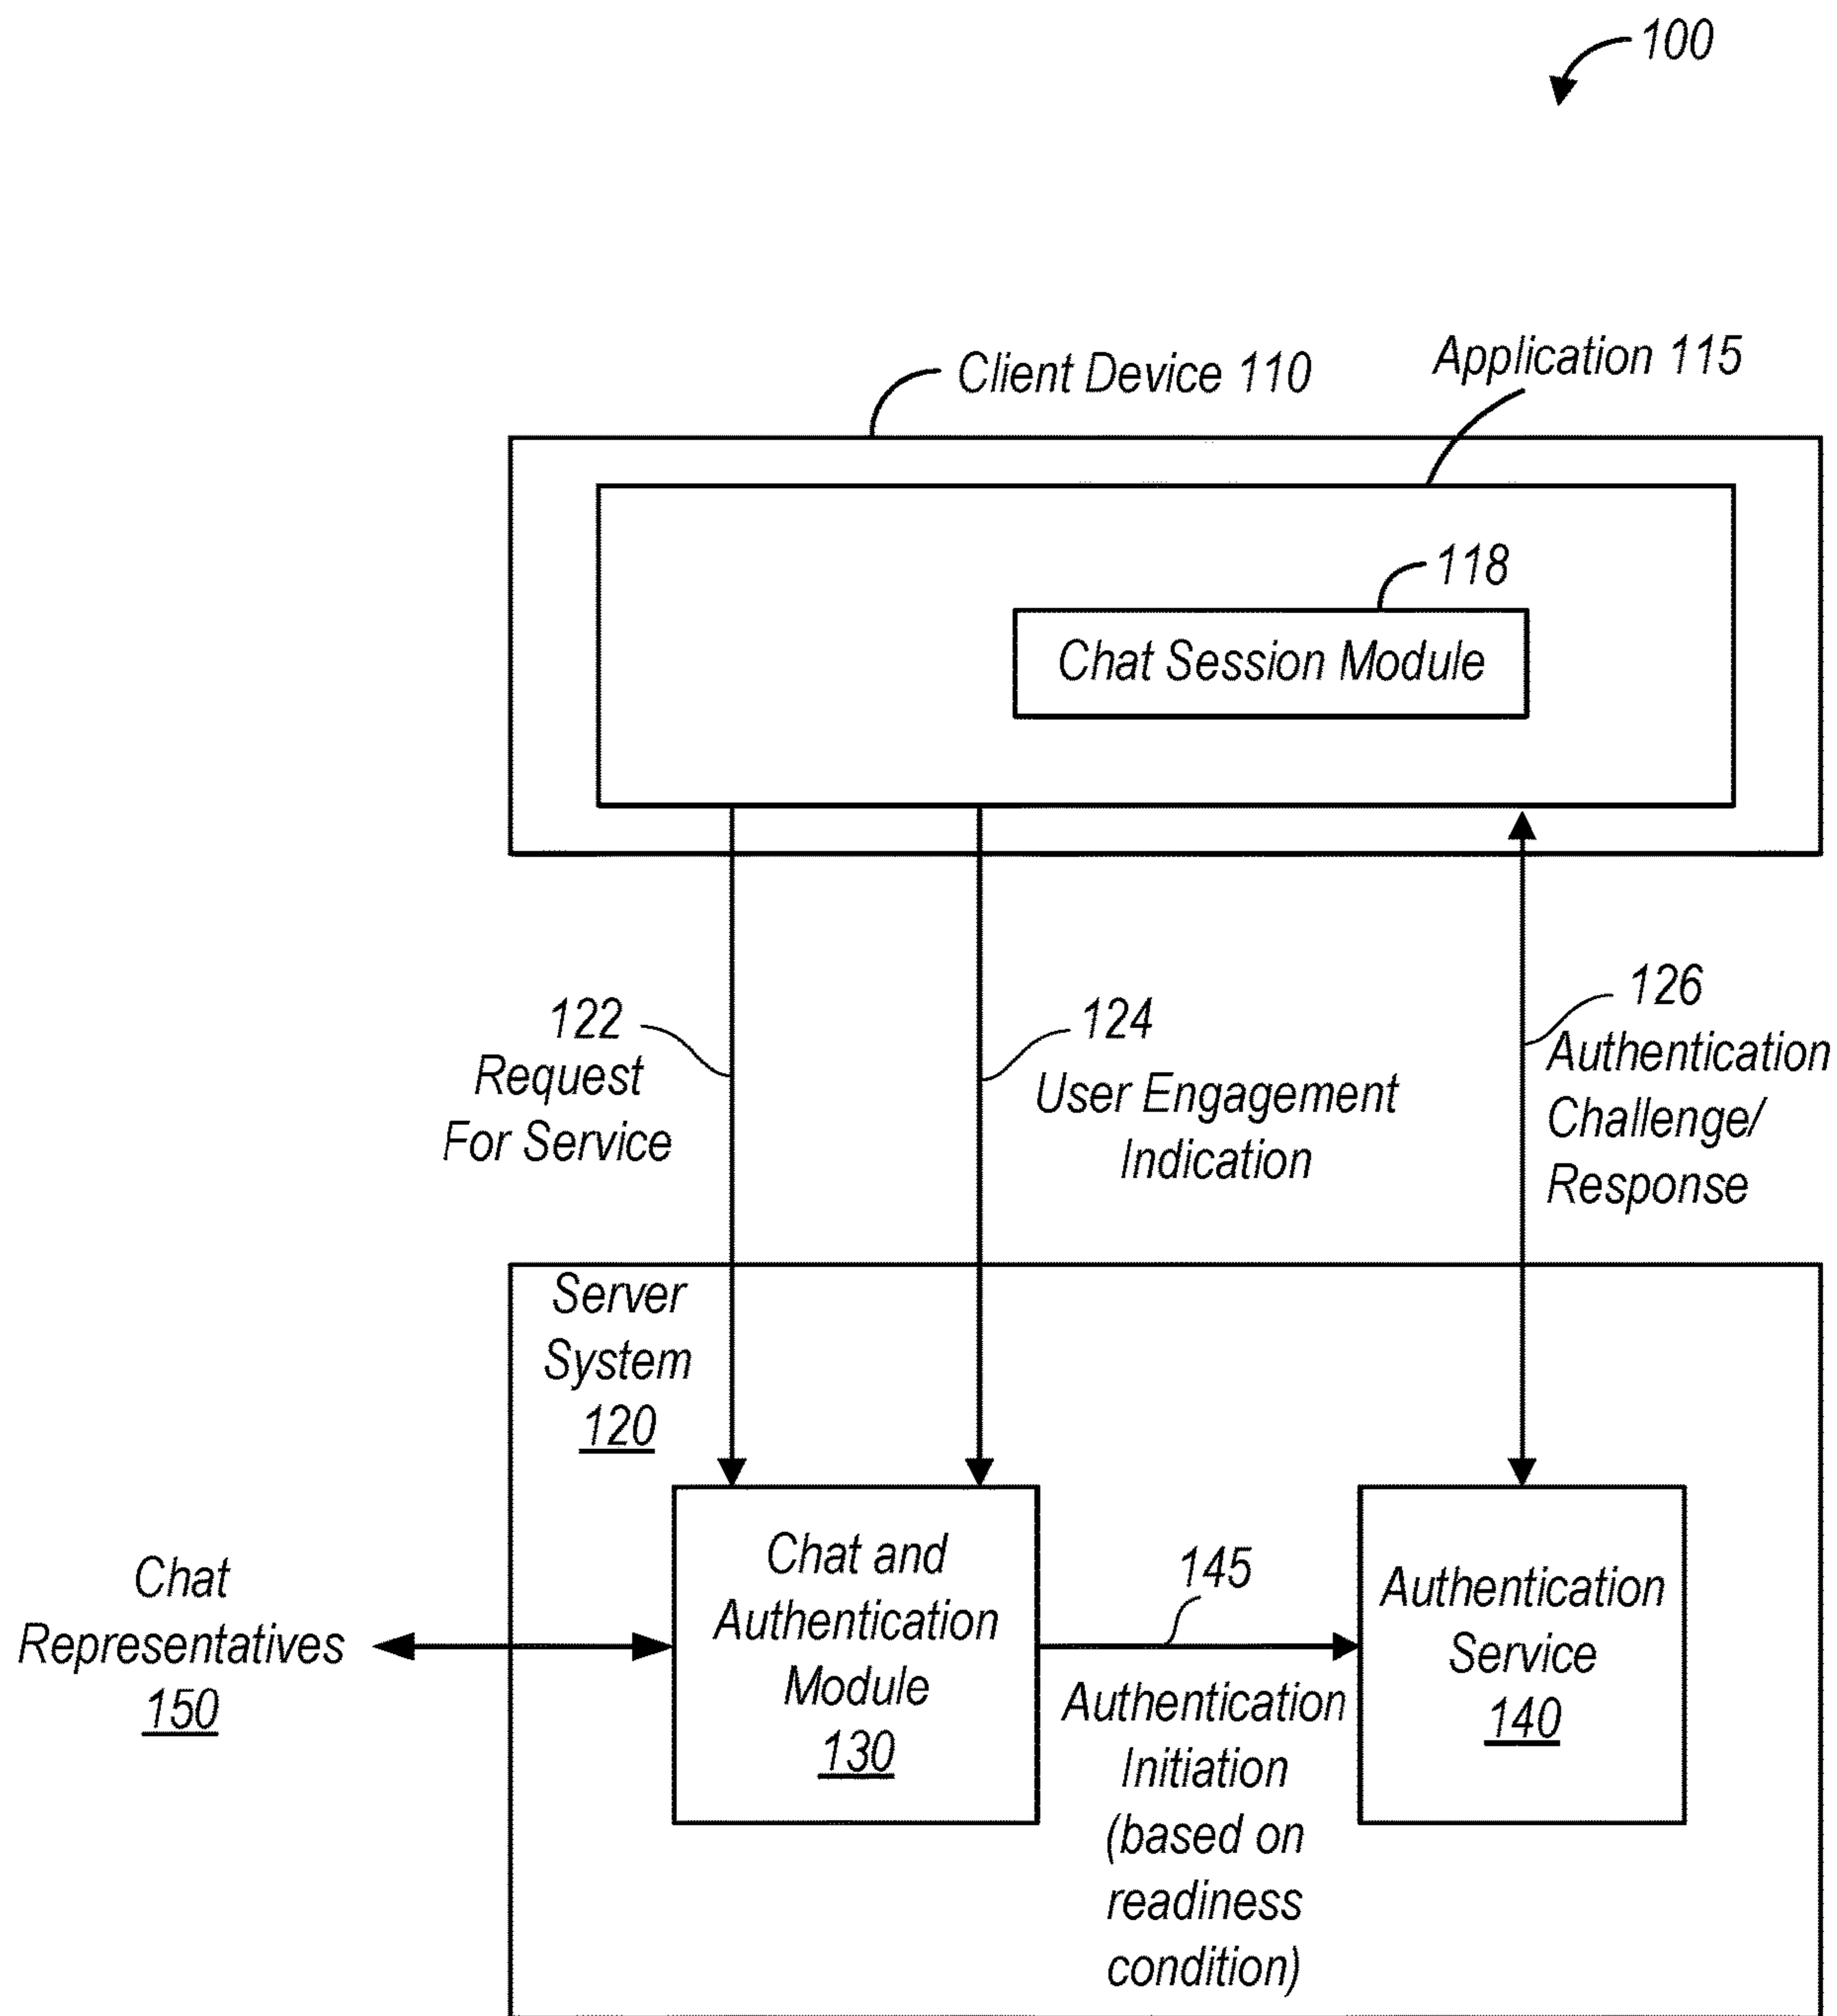 100
Client Device 110
Application 115
118
Chat Session Module
122
Request
For Service
124
User Engagement
Indication
126
Authentication
Challenge/
Response
Server
System
120
Chat
Representatives
150
Chat and
Authentication
Module
130
145
Authentication
Initiation
(based on
readiness
condition)
Authentication
Service
140